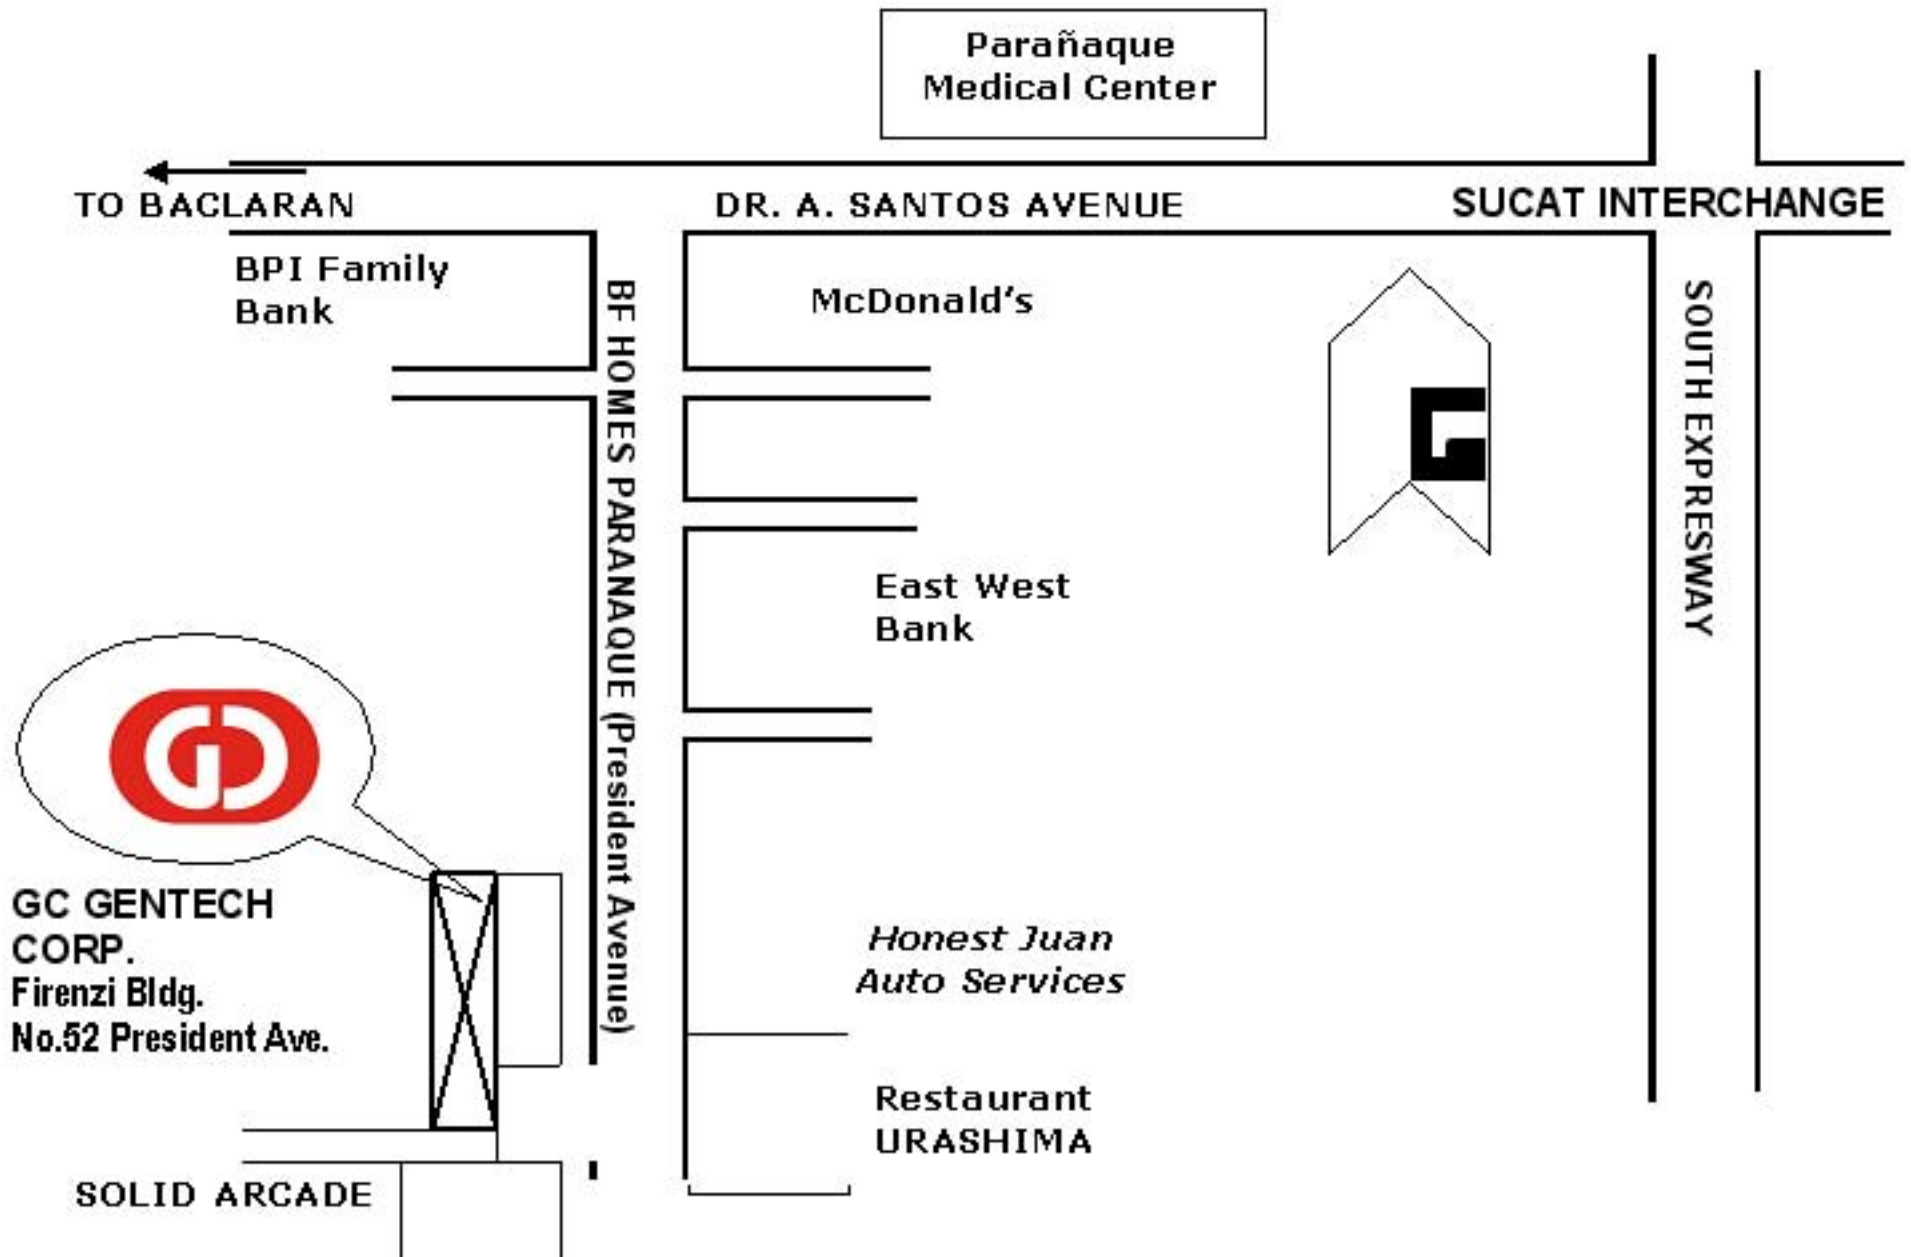 Parañaque
Medical Center
TO BACLARAN
DR. A. SANTOS AVENUE
SUCAT INTERCHANGE
BPI Family
Bank
BF HOMES PARANAQUE (President Avenue)
McDonald's
SOUTH EXPRESWAY
East West
Bank
GC GENTECH
CORP.
Firenzi Bldg.
No.52 President Ave.
Honest Juan
Auto Services
Restaurant
URASHIMA
SOLID ARCADE